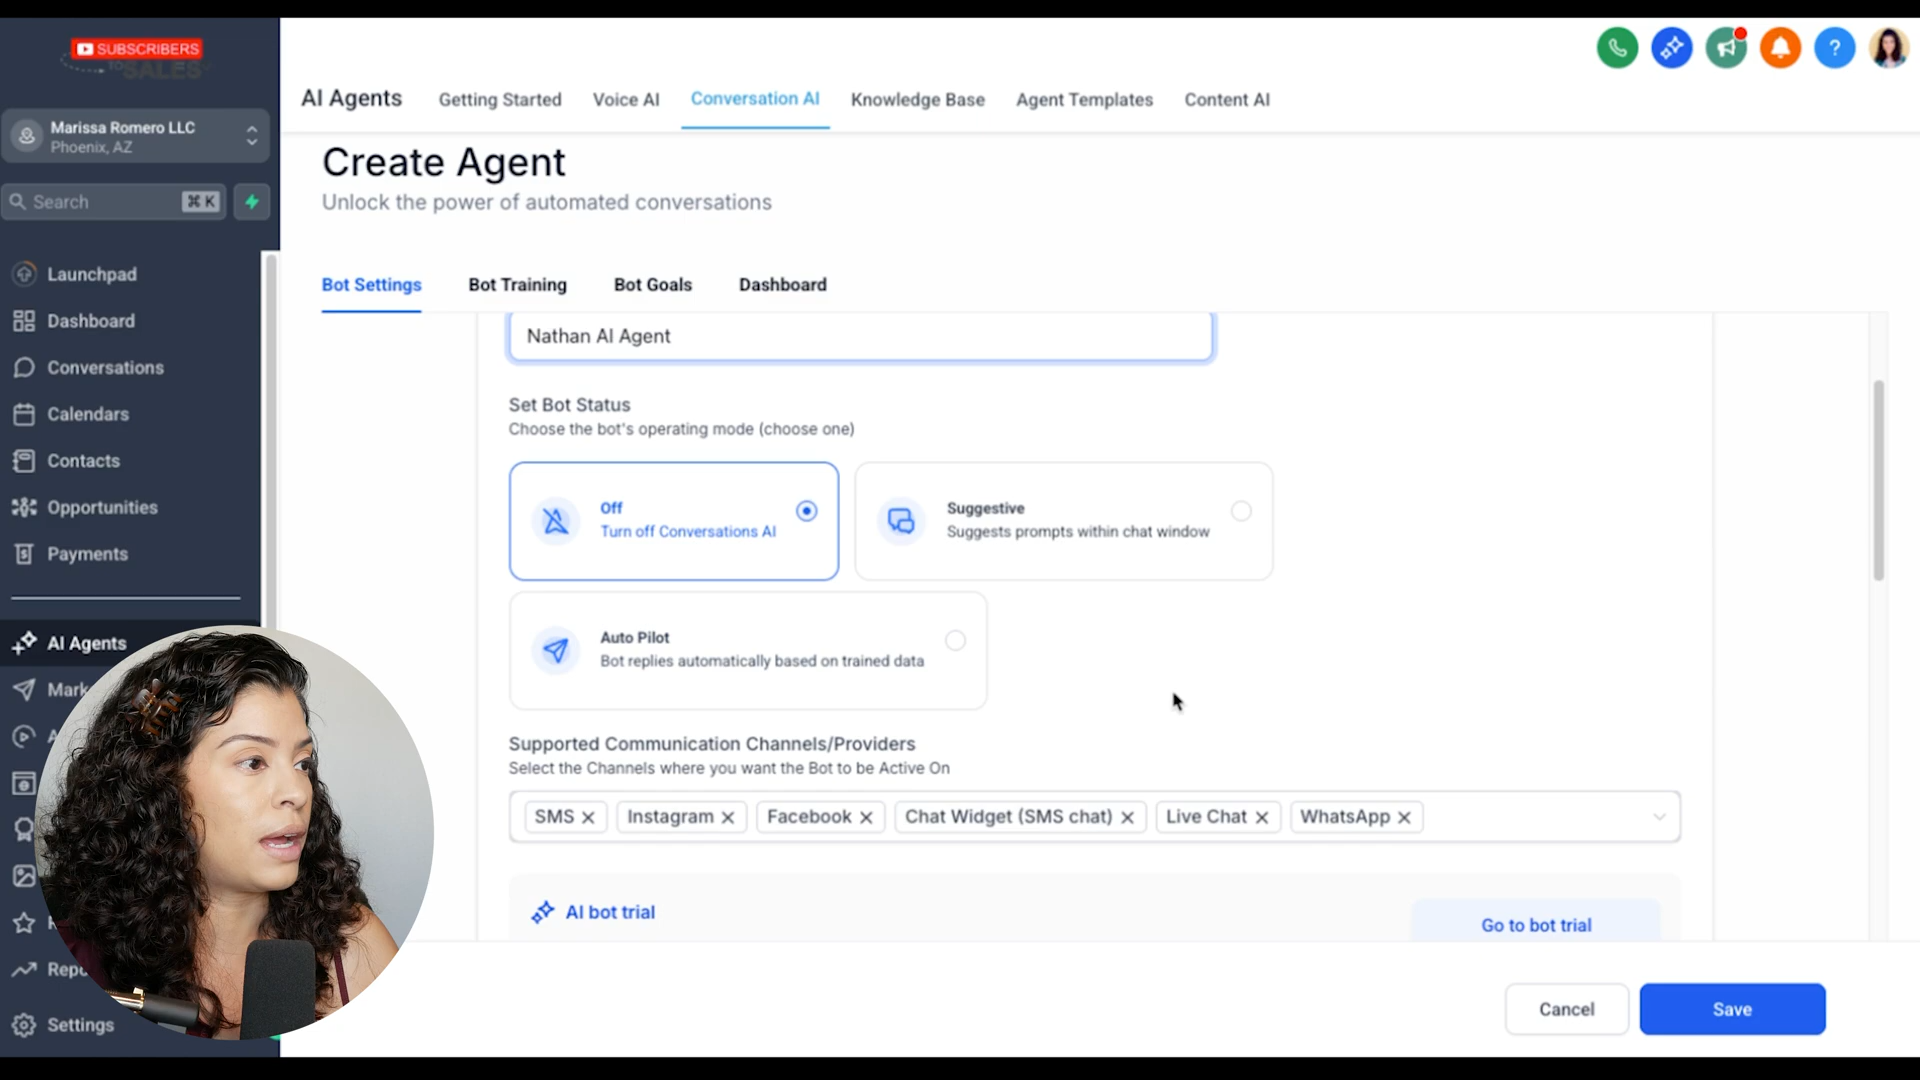 SUBSCRIBERS
TO
SALES
Marissa Romero LLC
Phoenix, AZ
Search
⌘ K
Launchpad
Dashboard
Conversations
Calendars
Contacts
Opportunities
Payments
AI Agents
Mark
Settings
AI Agents
Getting Started
Voice AI
Conversation AI
Knowledge Base
Agent Templates
Content AI
?
Create Agent
Unlock the power of automated conversations
Bot Settings
Bot Training
Bot Goals
Dashboard
Nathan AI Agent
Set Bot Status
Choose the bot's operating mode (choose one)
Off
Turn off Conversations AI
Suggestive
Suggests prompts within chat window
Auto Pilot
Bot replies automatically based on trained data
Supported Communication Channels/Providers
Select the Channels where you want the Bot to be Active On
SMS
Instagram
Facebook
Chat Widget (SMS chat)
Live Chat
WhatsApp
AI bot trial
Go to bot trial
Cancel
Save